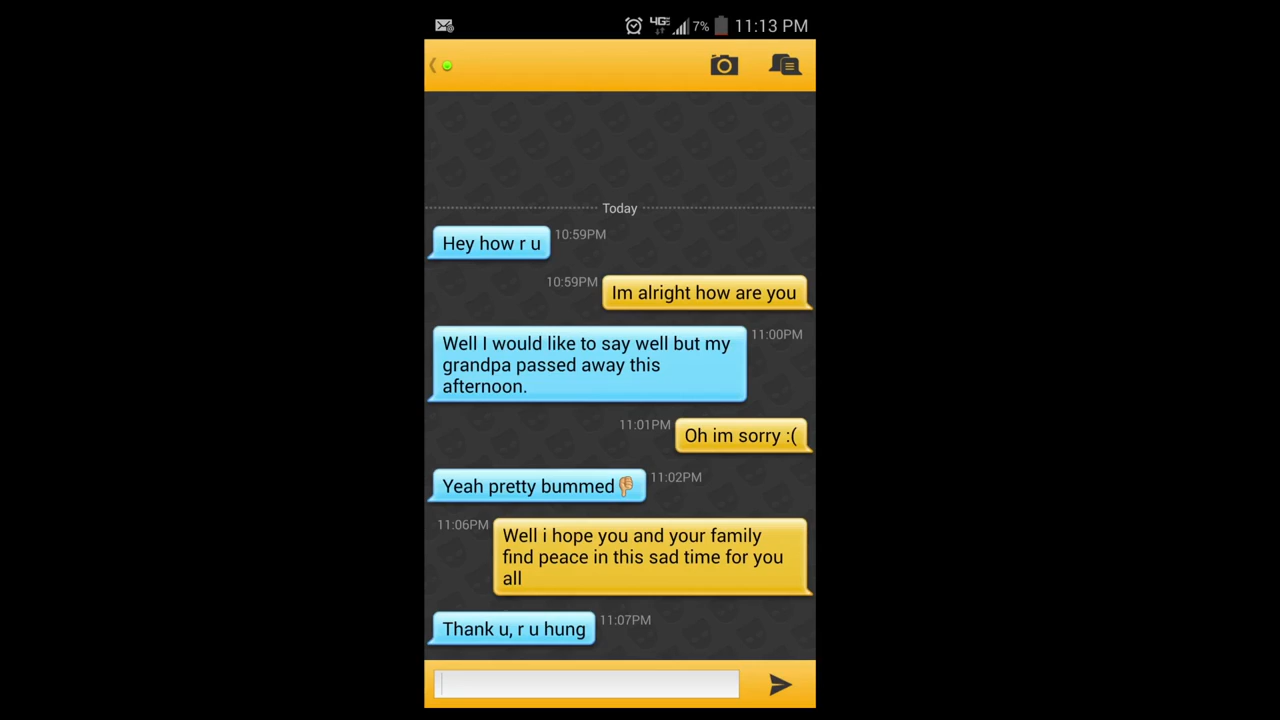 4G 7% 11:13 PM
Today
Hey how r u 10:59PM
10:59PM Im alright how are you
Well I would like to say well but my 11:00PM
grandpa passed away this
afternoon.
11:01PM Oh im sorry :(
Yeah pretty bummed👎 11:02PM
11:06PM Well i hope you and your family
find peace in this sad time for you
all
Thank u, r u hung 11:07PM